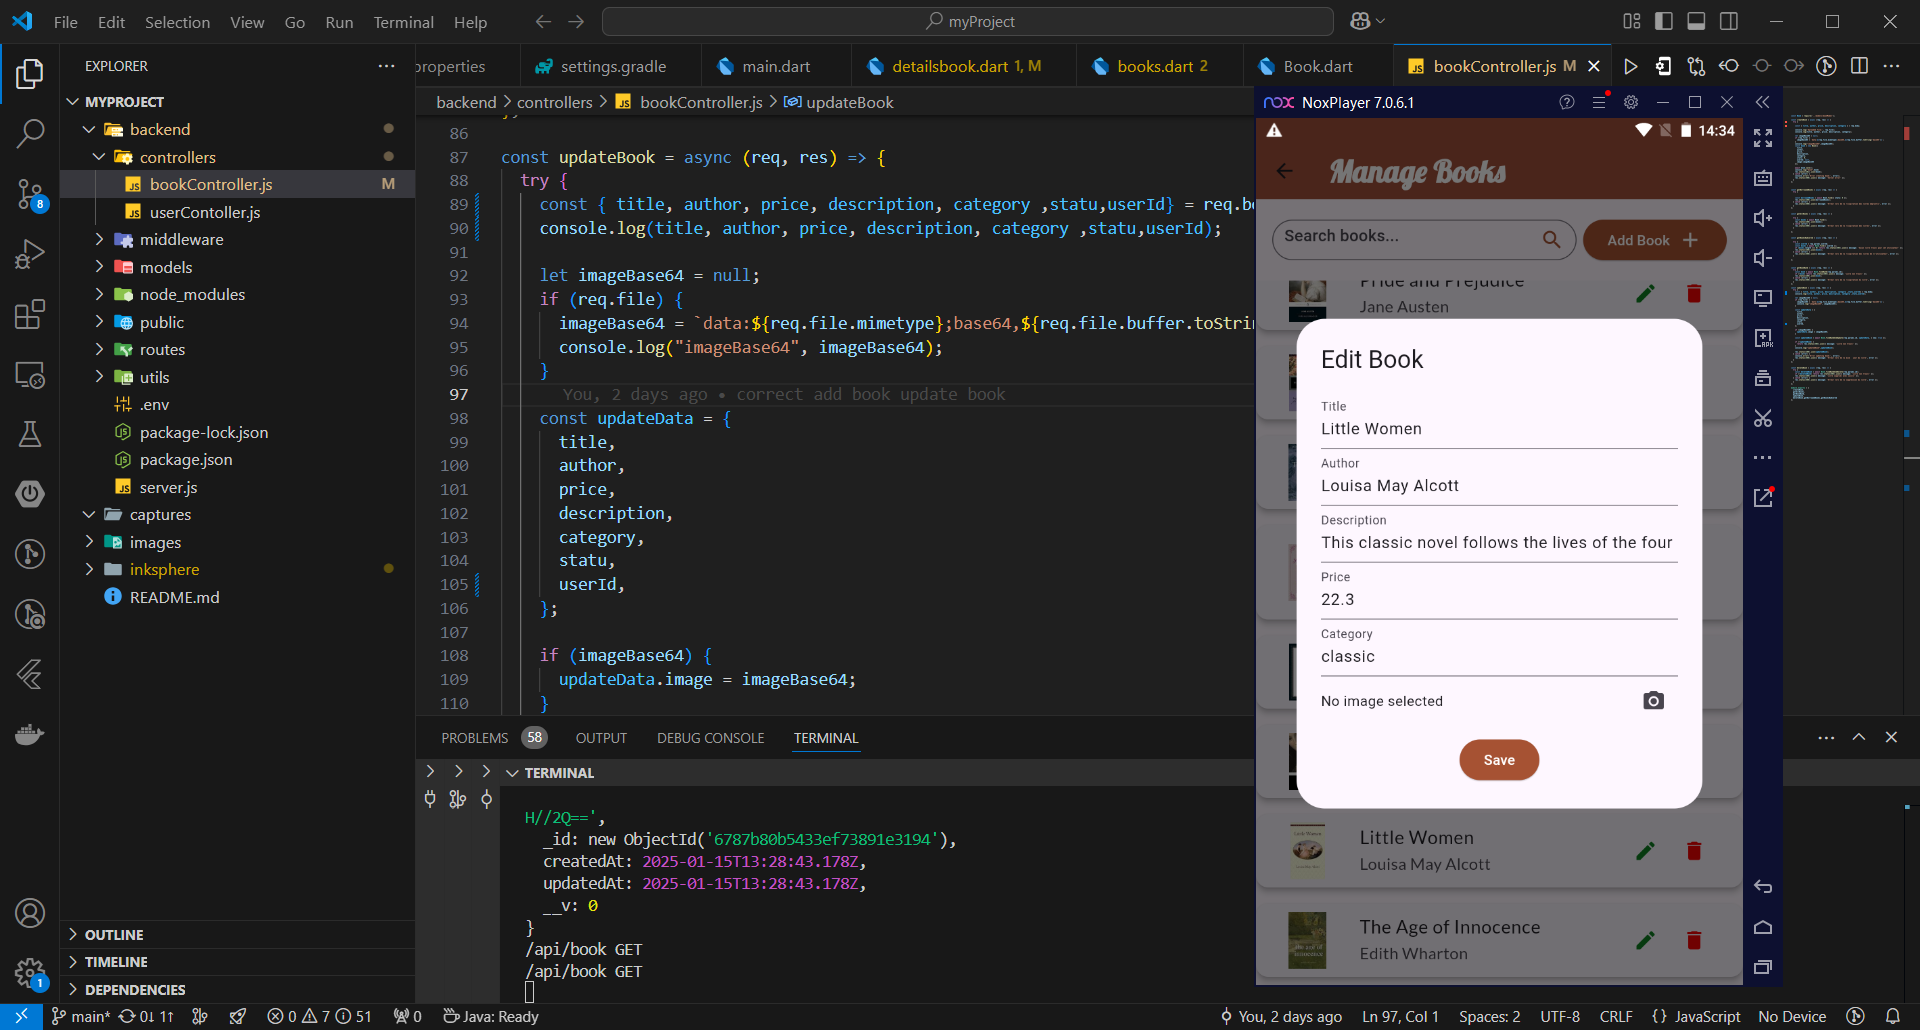 File Edit Selection View Go Run Terminal Help
myProject
EXPLORER
MYPROJECT
backend
controllers
bookController.js M
userContoller.js
middleware
models
node_modules
public
routes
utils
.env
package-lock.json
package.json
server.js
captures
images
inksphere
README.md
OUTLINE
TIMELINE
DEPENDENCIES
8
1
properties settings.gradle main.dart detailsbook.dart 1, M books.dart 2 Book.dart bookController.js M
backend > controllers > bookController.js > updateBook
86
87 const updateBook = async (req, res) => {
88 try {
89 const { title, author, price, description, category ,statu,userId} = req.bo
90 console.log(title, author, price, description, category ,statu,userId);
91
92 let imageBase64 = null;
93 if (req.file) {
94 imageBase64 = `data:${req.file.mimetype};base64,${req.file.buffer.toStrin
95 console.log("imageBase64", imageBase64);
96 }
97 You, 2 days ago • correct add book update book
98 const updateData = {
99 title,
100 author,
101 price,
102 description,
103 category,
104 statu,
105 userId,
106 };
107
108 if (imageBase64) {
109 updateData.image = imageBase64;
110 }
PROBLEMS 58 OUTPUT DEBUG CONSOLE TERMINAL
TERMINAL
H//2Q==',
_id: new ObjectId('6787b80b5433ef73891e3194'),
createdAt: 2025-01-15T13:28:43.178Z,
updatedAt: 2025-01-15T13:28:43.178Z,
__v: 0
}
/api/book GET
/api/book GET
nox NoxPlayer 7.0.6.1
14:34
Manage Books
Search books...
Add Book +
Pride and Prejudice
Jane Austen
Edit Book
Title
Little Women
Author
Louisa May Alcott
Description
This classic novel follows the lives of the four
Price
22.3
Category
classic
No image selected
Save
Little Women
Louisa May Alcott
The Age of Innocence
Edith Wharton
main* 0↓ 1↑ 0 7 51 0 Java: Ready
You, 2 days ago Ln 97, Col 1 Spaces: 2 UTF-8 CRLF {} JavaScript No Device